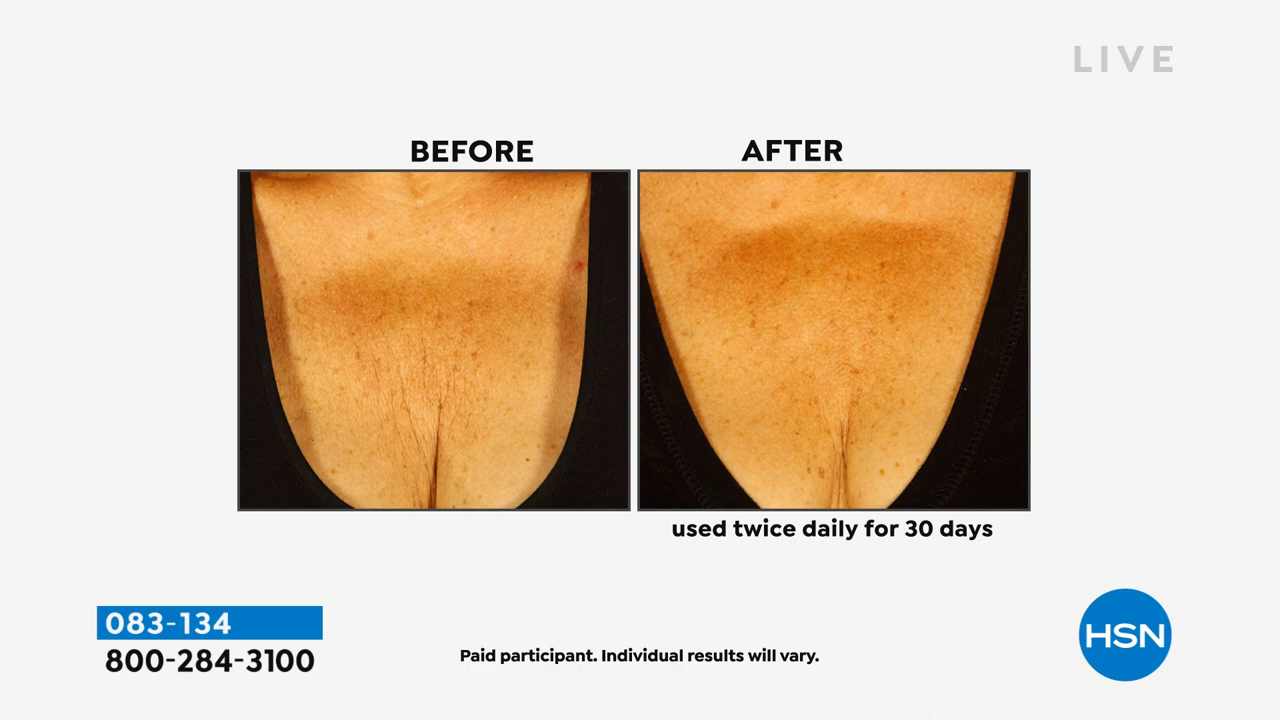 LIVE
BEFORE
AFTER
used twice daily for 30 days
083-134
800-284-3100
Paid participant. Individual results will vary.
HSN